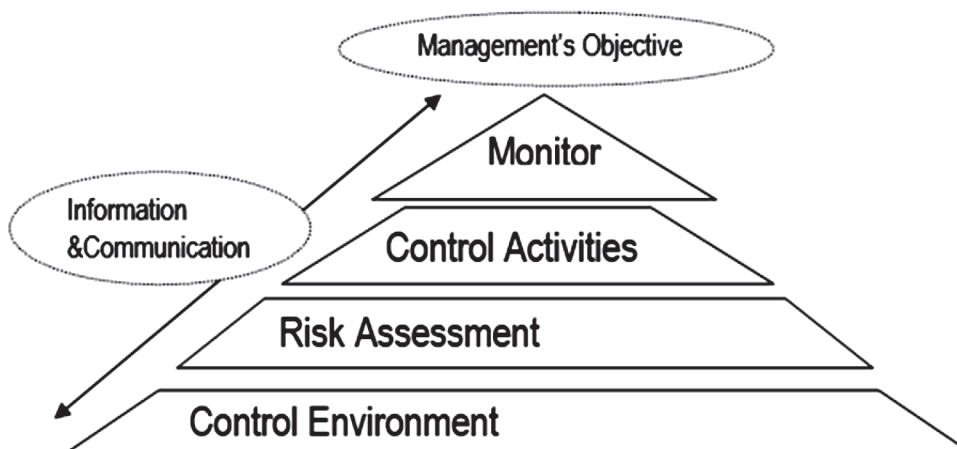 Management's Objective
Monitor
Information
&Communication
Control Activities
Risk Assessment
Control Environment